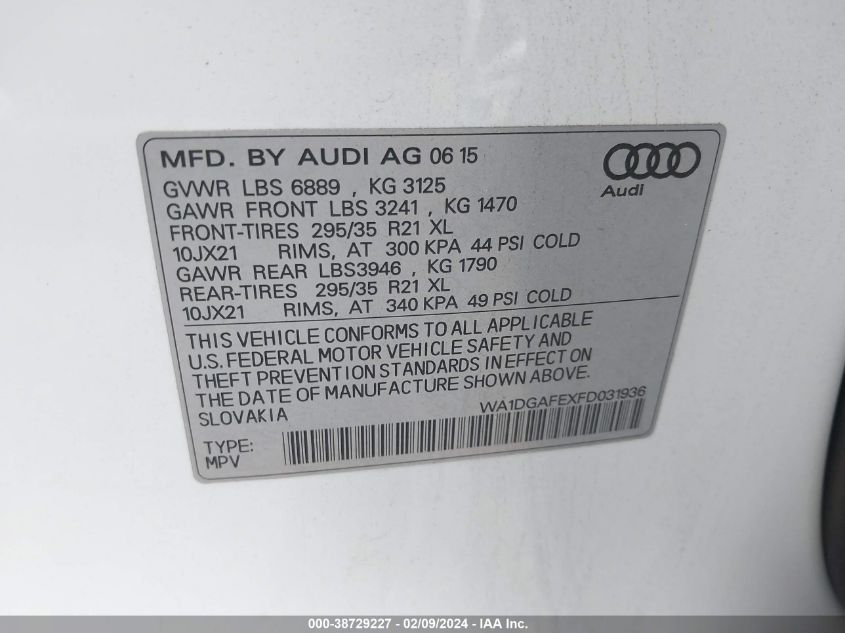 MFD. BY AUDI AG 06 15
Audi
GVWR LBS 6889 , KG 3125
GAWR FRONT LBS 3241 , KG 1470
FRONT-TIRES 295/35 R21 XL
10JX21 RIMS, AT 300 KPA 44 PSI COLD
GAWR REAR LBS3946 , KG 1790
REAR-TIRES 295/35 R21 XL
10JX21 RIMS, AT 340 KPA 49 PSI COLD
THIS VEHICLE CONFORMS TO ALL APPLICABLE
U.S. FEDERAL MOTOR VEHICLE SAFETY AND
THEFT PREVENTION STANDARDS IN EFFECT ON
THE DATE OF MANUFACTURE SHOWN ABOVE.
SLOVAKIA
WA1DGAFEXFD031936
TYPE:
MPV
000-38729227 - 02/09/2024 - IAA Inc.